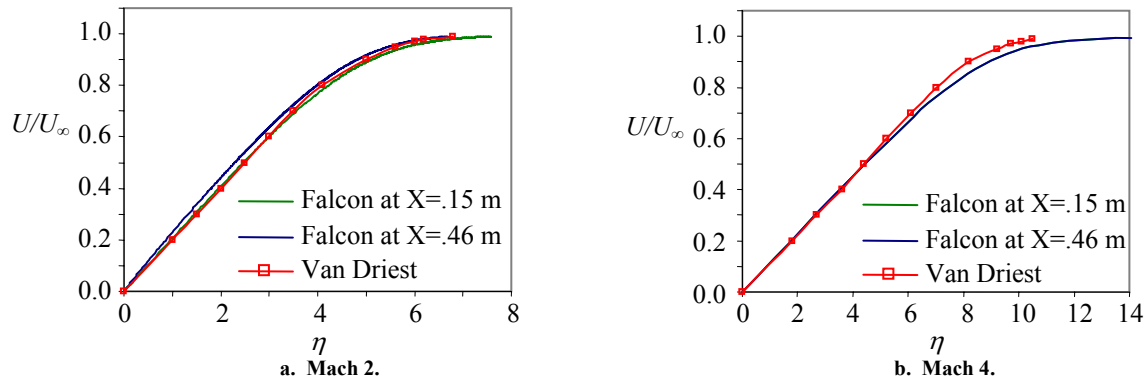 1.0
0.8
U/U∞
0.6
0.4
0.2
0.0
Falcon at X=.15 m
Falcon at X=.46 m
Van Driest
0 2 4 6 8
η
a. Mach 2.
1.0
0.8
U/U∞
0.6
0.4
0.2
0.0
Falcon at X=.15 m
Falcon at X=.46 m
Van Driest
0 2 4 6 8 10 12 14
η
b. Mach 4.